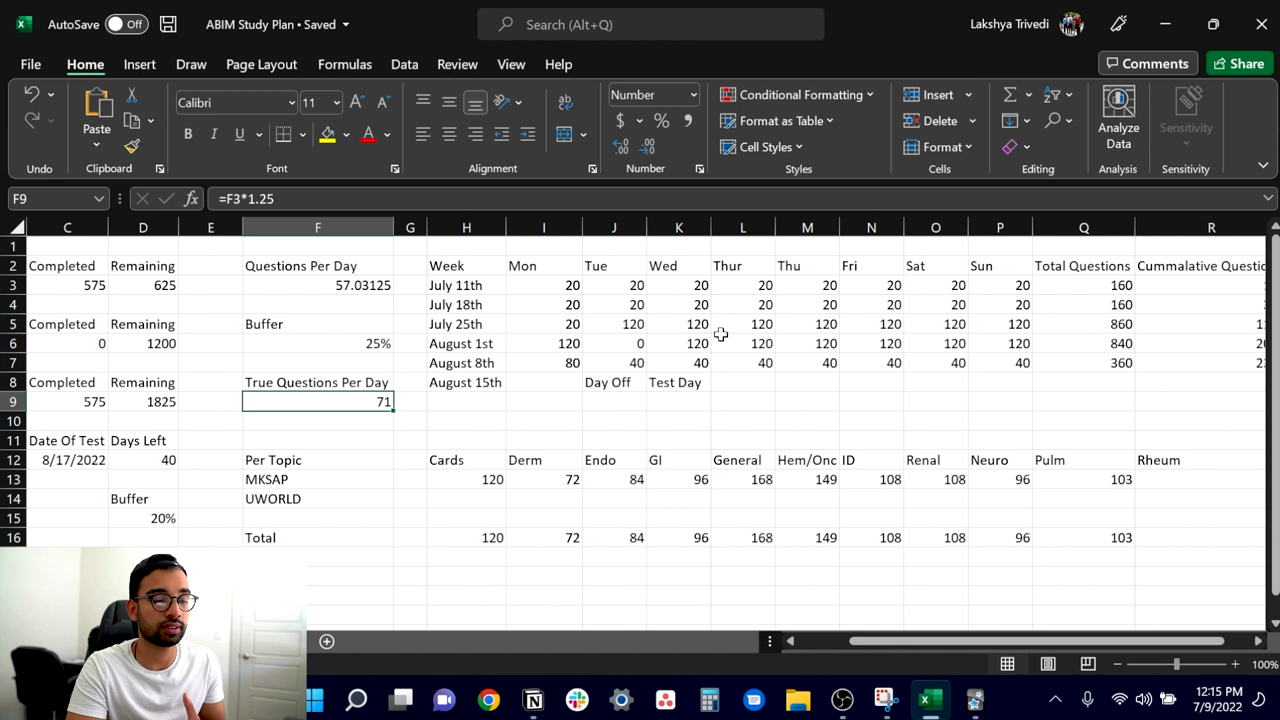 AutoSave Off ABIM Study Plan • Saved Search (Alt+Q) Lakshya Trivedi
File Home Insert Draw Page Layout Formulas Data Review View Help Comments Share
Calibri 11 Number Conditional Formatting Insert
Paste B I U $ % Format as Table Delete Analyze Data Sensitivity
Cell Styles Format
Undo Clipboard Font Alignment Number Styles Cells Editing Analysis Sensitivity
F9 fx =F3*1.25
C D E F G H I J K L M N O P Q R
1
2 Completed Remaining Questions Per Day Week Mon Tue Wed Thur Thu Fri Sat Sun Total Questions Cummalative Questio
3 575 625 57.03125 July 11th 20 20 20 20 20 20 20 20 160
4 July 18th 20 20 20 20 20 20 20 20 160
5 Completed Remaining Buffer July 25th 20 120 120 120 120 120 120 120 860
6 0 1200 25% August 1st 120 0 120 120 120 120 120 120 840
7 August 8th 80 40 40 40 40 40 40 40 360
8 Completed Remaining True Questions Per Day August 15th Day Off Test Day
9 575 1825 71
10
11 Date Of Test Days Left
12 8/17/2022 40 Per Topic Cards Derm Endo GI General Hem/Onc ID Renal Neuro Pulm Rheum
13 MKSAP 120 72 84 96 168 149 108 108 96 103
14 Buffer UWORLD
15 20%
16 Total 120 72 84 96 168 149 108 108 96 103
100%
12:15 PM
7/9/2022